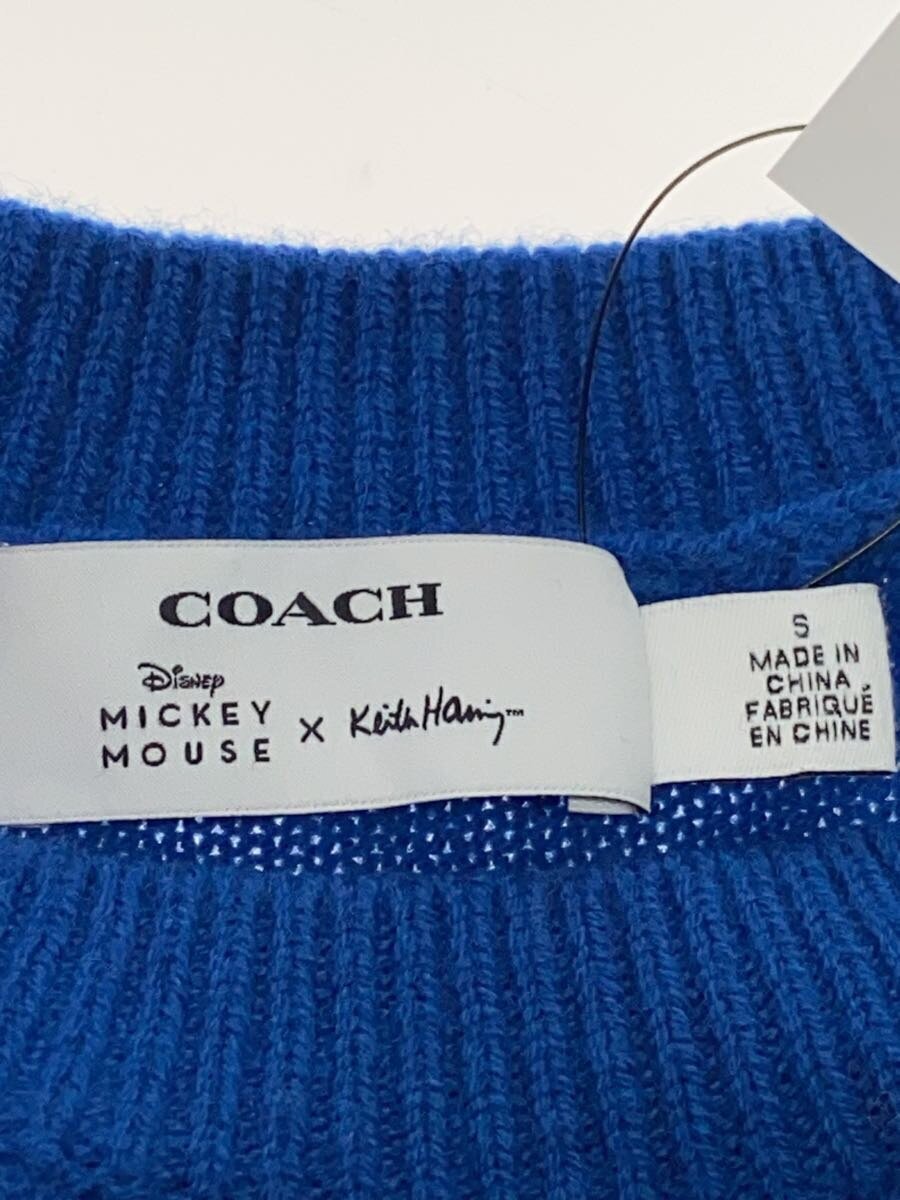 COACH
Disney
MICKEY
MOUSE
x Keith Haring™
S
MADE IN
CHINA
FABRIQUÉ
EN CHINE